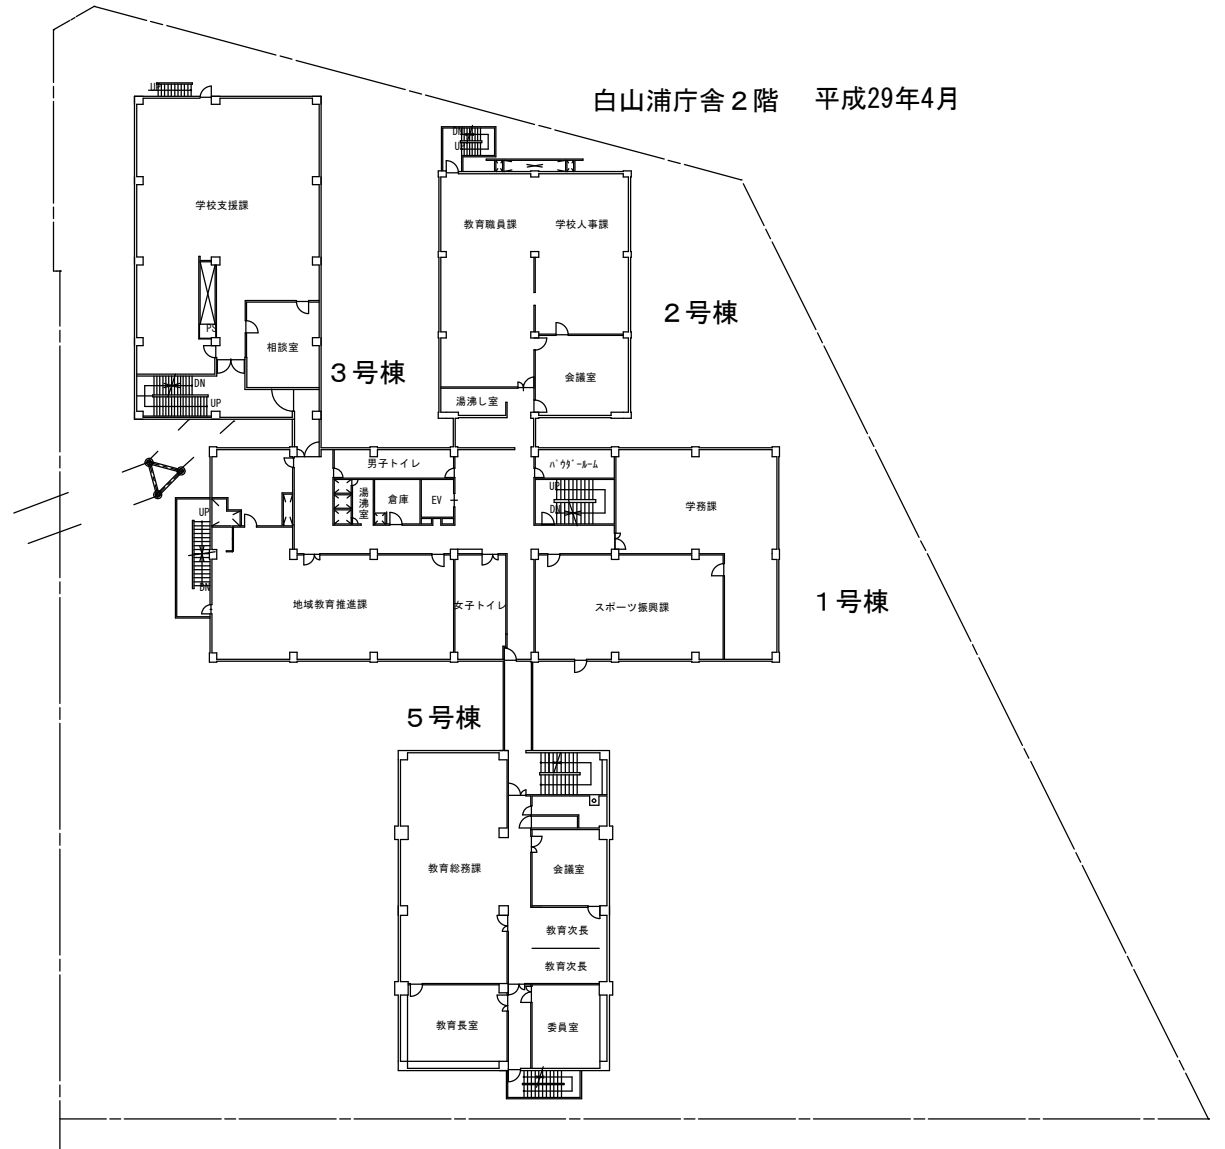 白山浦庁舎２階　平成29年4月
UP
DN
UP
学校支援課
教育職員課
学校人事課
２号棟
PS
相談室
３号棟
会議室
DN
UP
湯沸し室
男子トイレ
ﾊﾟｳﾀﾞｰﾙｰﾑ
湯沸室
倉庫
EV
UP
DN
学務課
UP
DN
地域教育推進課
女子トイレ
スポーツ振興課
１号棟
５号棟
教育総務課
会議室
教育次長
教育次長
教育長室
委員室